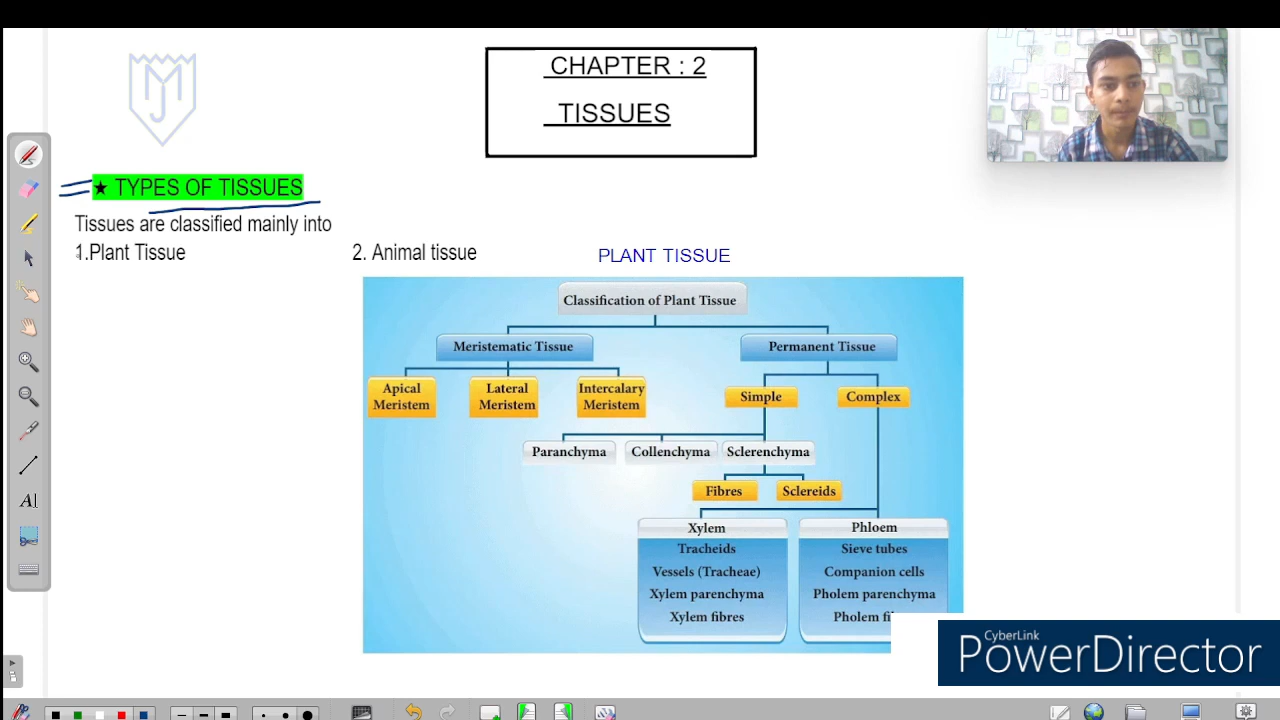 CHAPTER : 2
TISSUES
★ TYPES OF TISSUES
Tissues are classified mainly into
1.Plant Tissue
2. Animal tissue
PLANT TISSUE
Classification of Plant Tissue
Meristematic Tissue
Permanent Tissue
Apical Meristem
Lateral Meristem
Intercalary Meristem
Simple
Complex
Paranchyma
Collenchyma
Sclerenchyma
Fibres
Sclereids
Xylem
Tracheids
Vessels (Tracheae)
Xylem parenchyma
Xylem fibres
Phloem
Sieve tubes
Companion cells
Pholem parenchyma
Pholem
CyberLink
PowerDirector